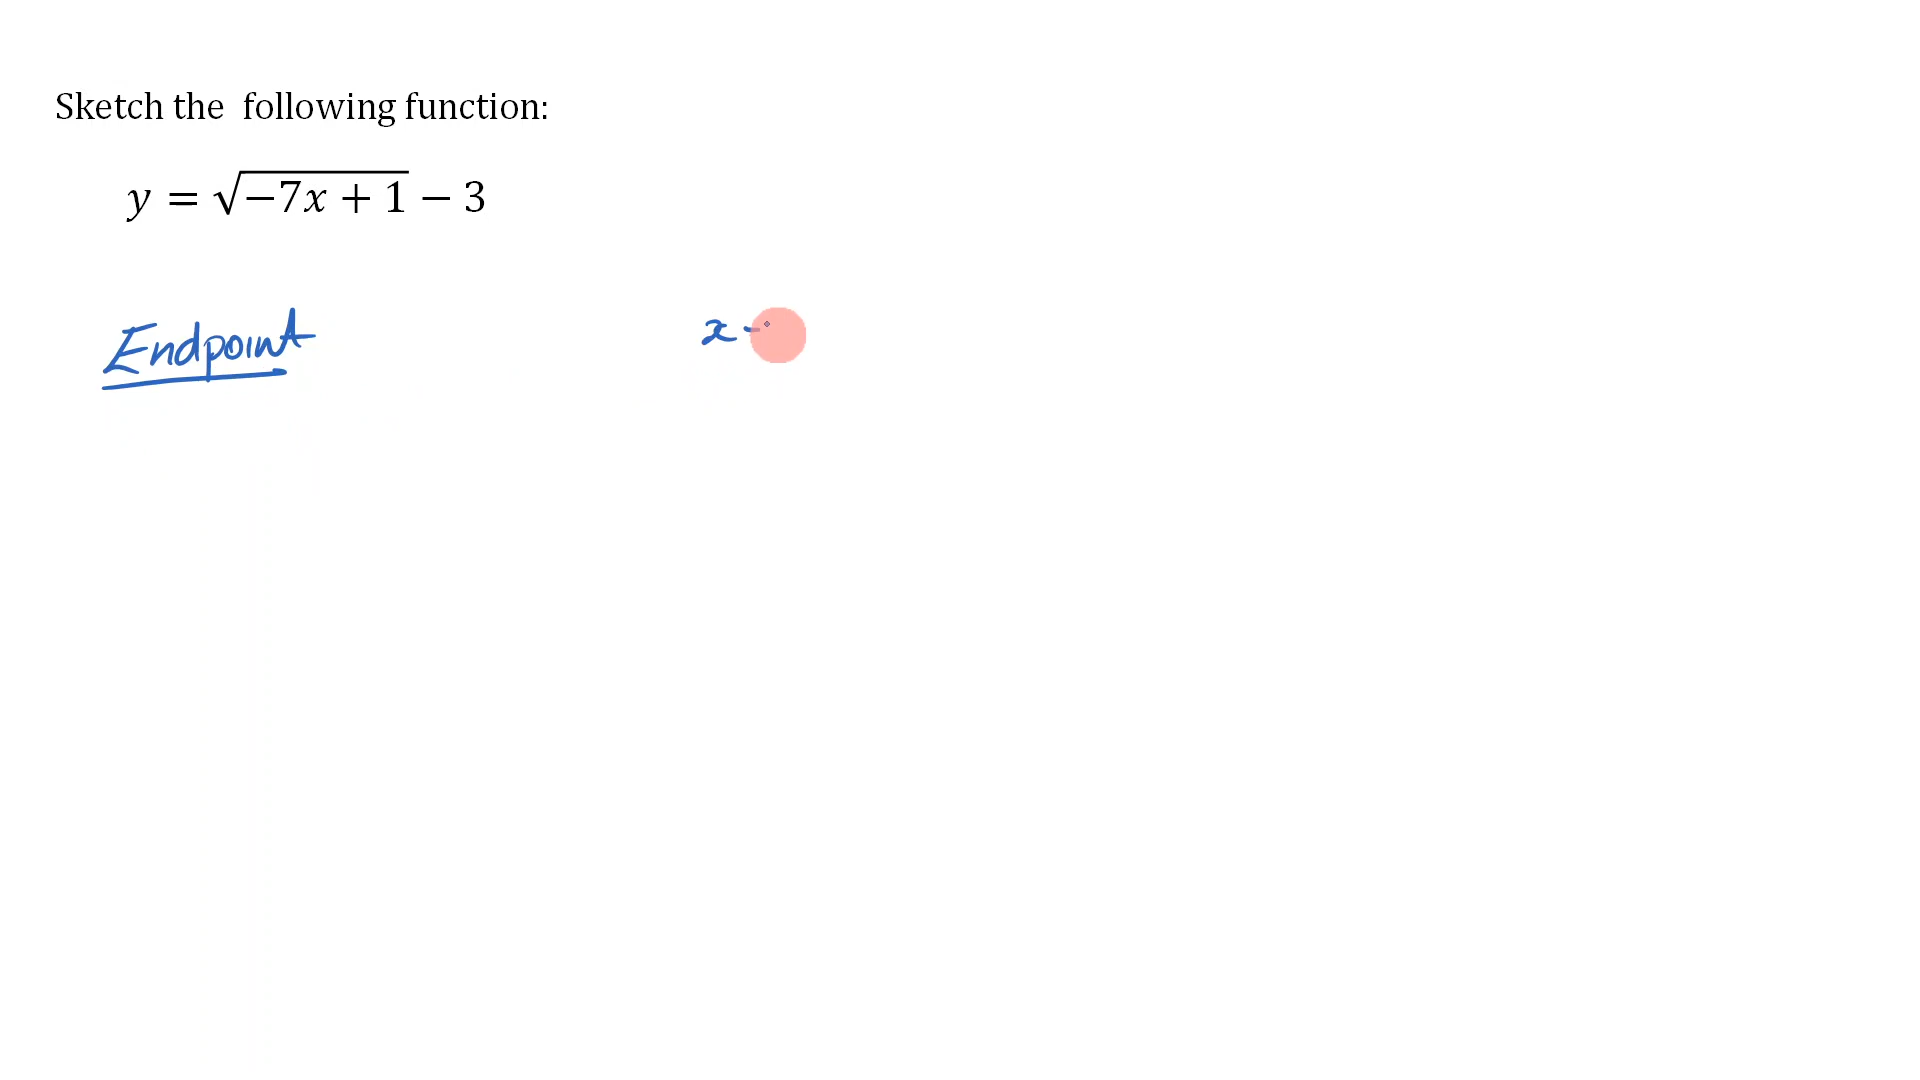 Sketch the following function:
y = √(−7x + 1) − 3
Endpoint
x-